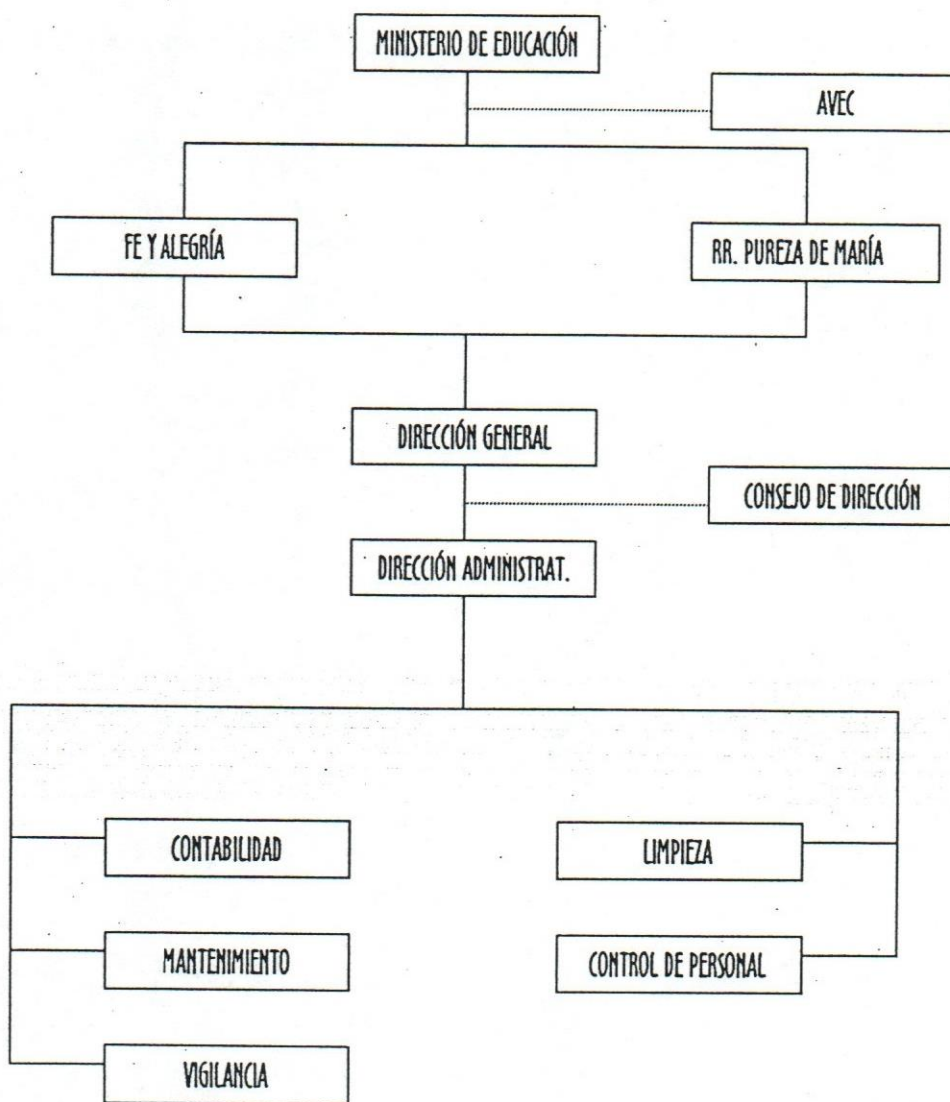 MINISTERIO DE EDUCACIÓN
AVEC
FE Y ALEGRÍA
RR. PUREZA DE MARÍA
DIRECCIÓN GENERAL
CONSEJO DE DIRECCIÓN
DIRECCIÓN ADMINISTRAT.
CONTABILIDAD
LIMPIEZA
MANTENIMIENTO
CONTROL DE PERSONAL
VIGILANCIA